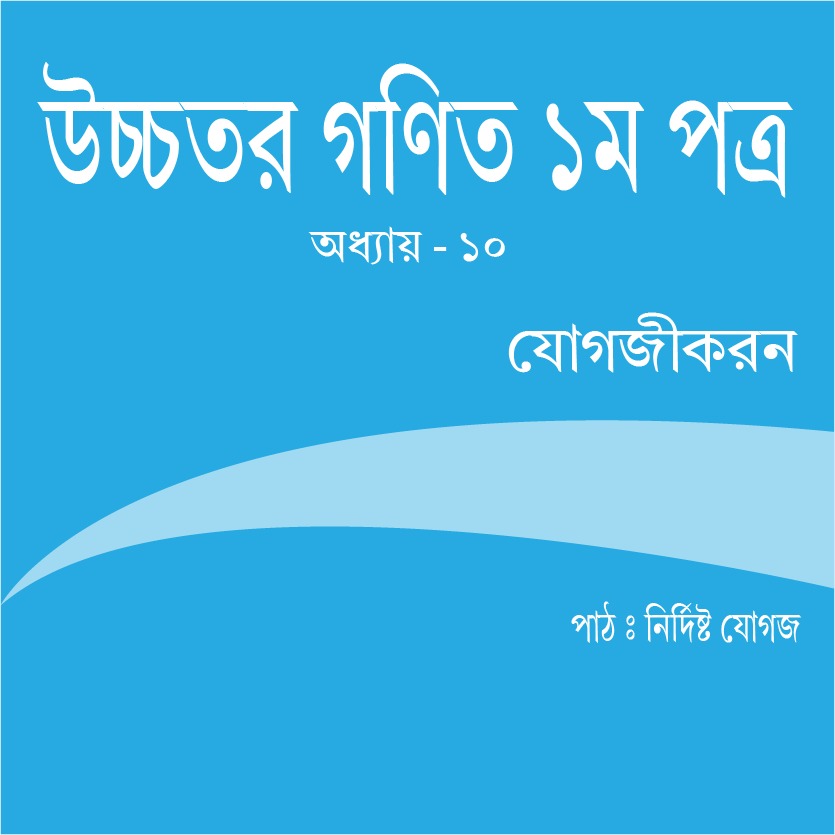 উচ্চতর গণিত ১ম পত্র
অধ্যায় - ১০
যোগজীকরন
পাঠ ঃ নির্দিষ্ট যোগজ